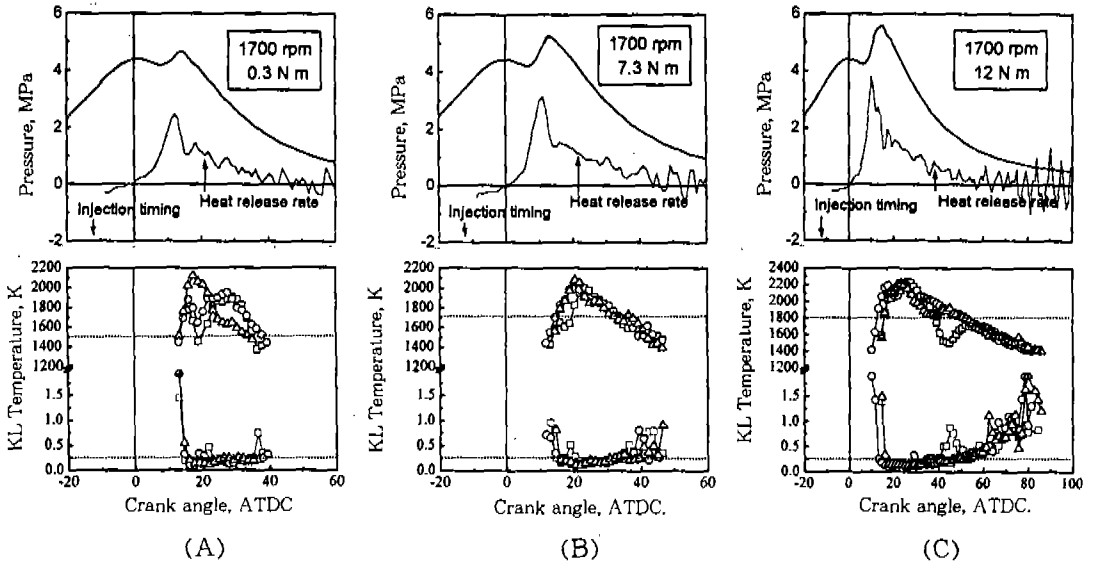 6
4
2
0
-2
Pressure, MPa
1700 rpm
0.3 N m
Injection timing
Heat release rate
2200
2000
1800
1600
1400
1200
1.5
1.0
0.5
0.0
KL Temperature, K
-20
0
20
40
60
Crank angle, ATDC
(A)
6
4
2
0
-2
Pressure, MPa
1700 rpm
7.3 N m
Injection timing
Heat release rate
2200
2000
1800
1600
1400
1200
1.5
1.0
0.5
0.0
KL Temperature, K
-20
0
20
40
60
Crank angle, ATDC.
(B)
6
4
2
0
-2
Pressure, MPa
1700 rpm
12 N m
Injection timing
Heat release rate
2400
2200
2000
1800
1600
1400
1200
1.5
1.0
0.5
0.0
KL Temperature, K
-20
0
20
40
60
80
100
Crank angle, ATDC.
(C)